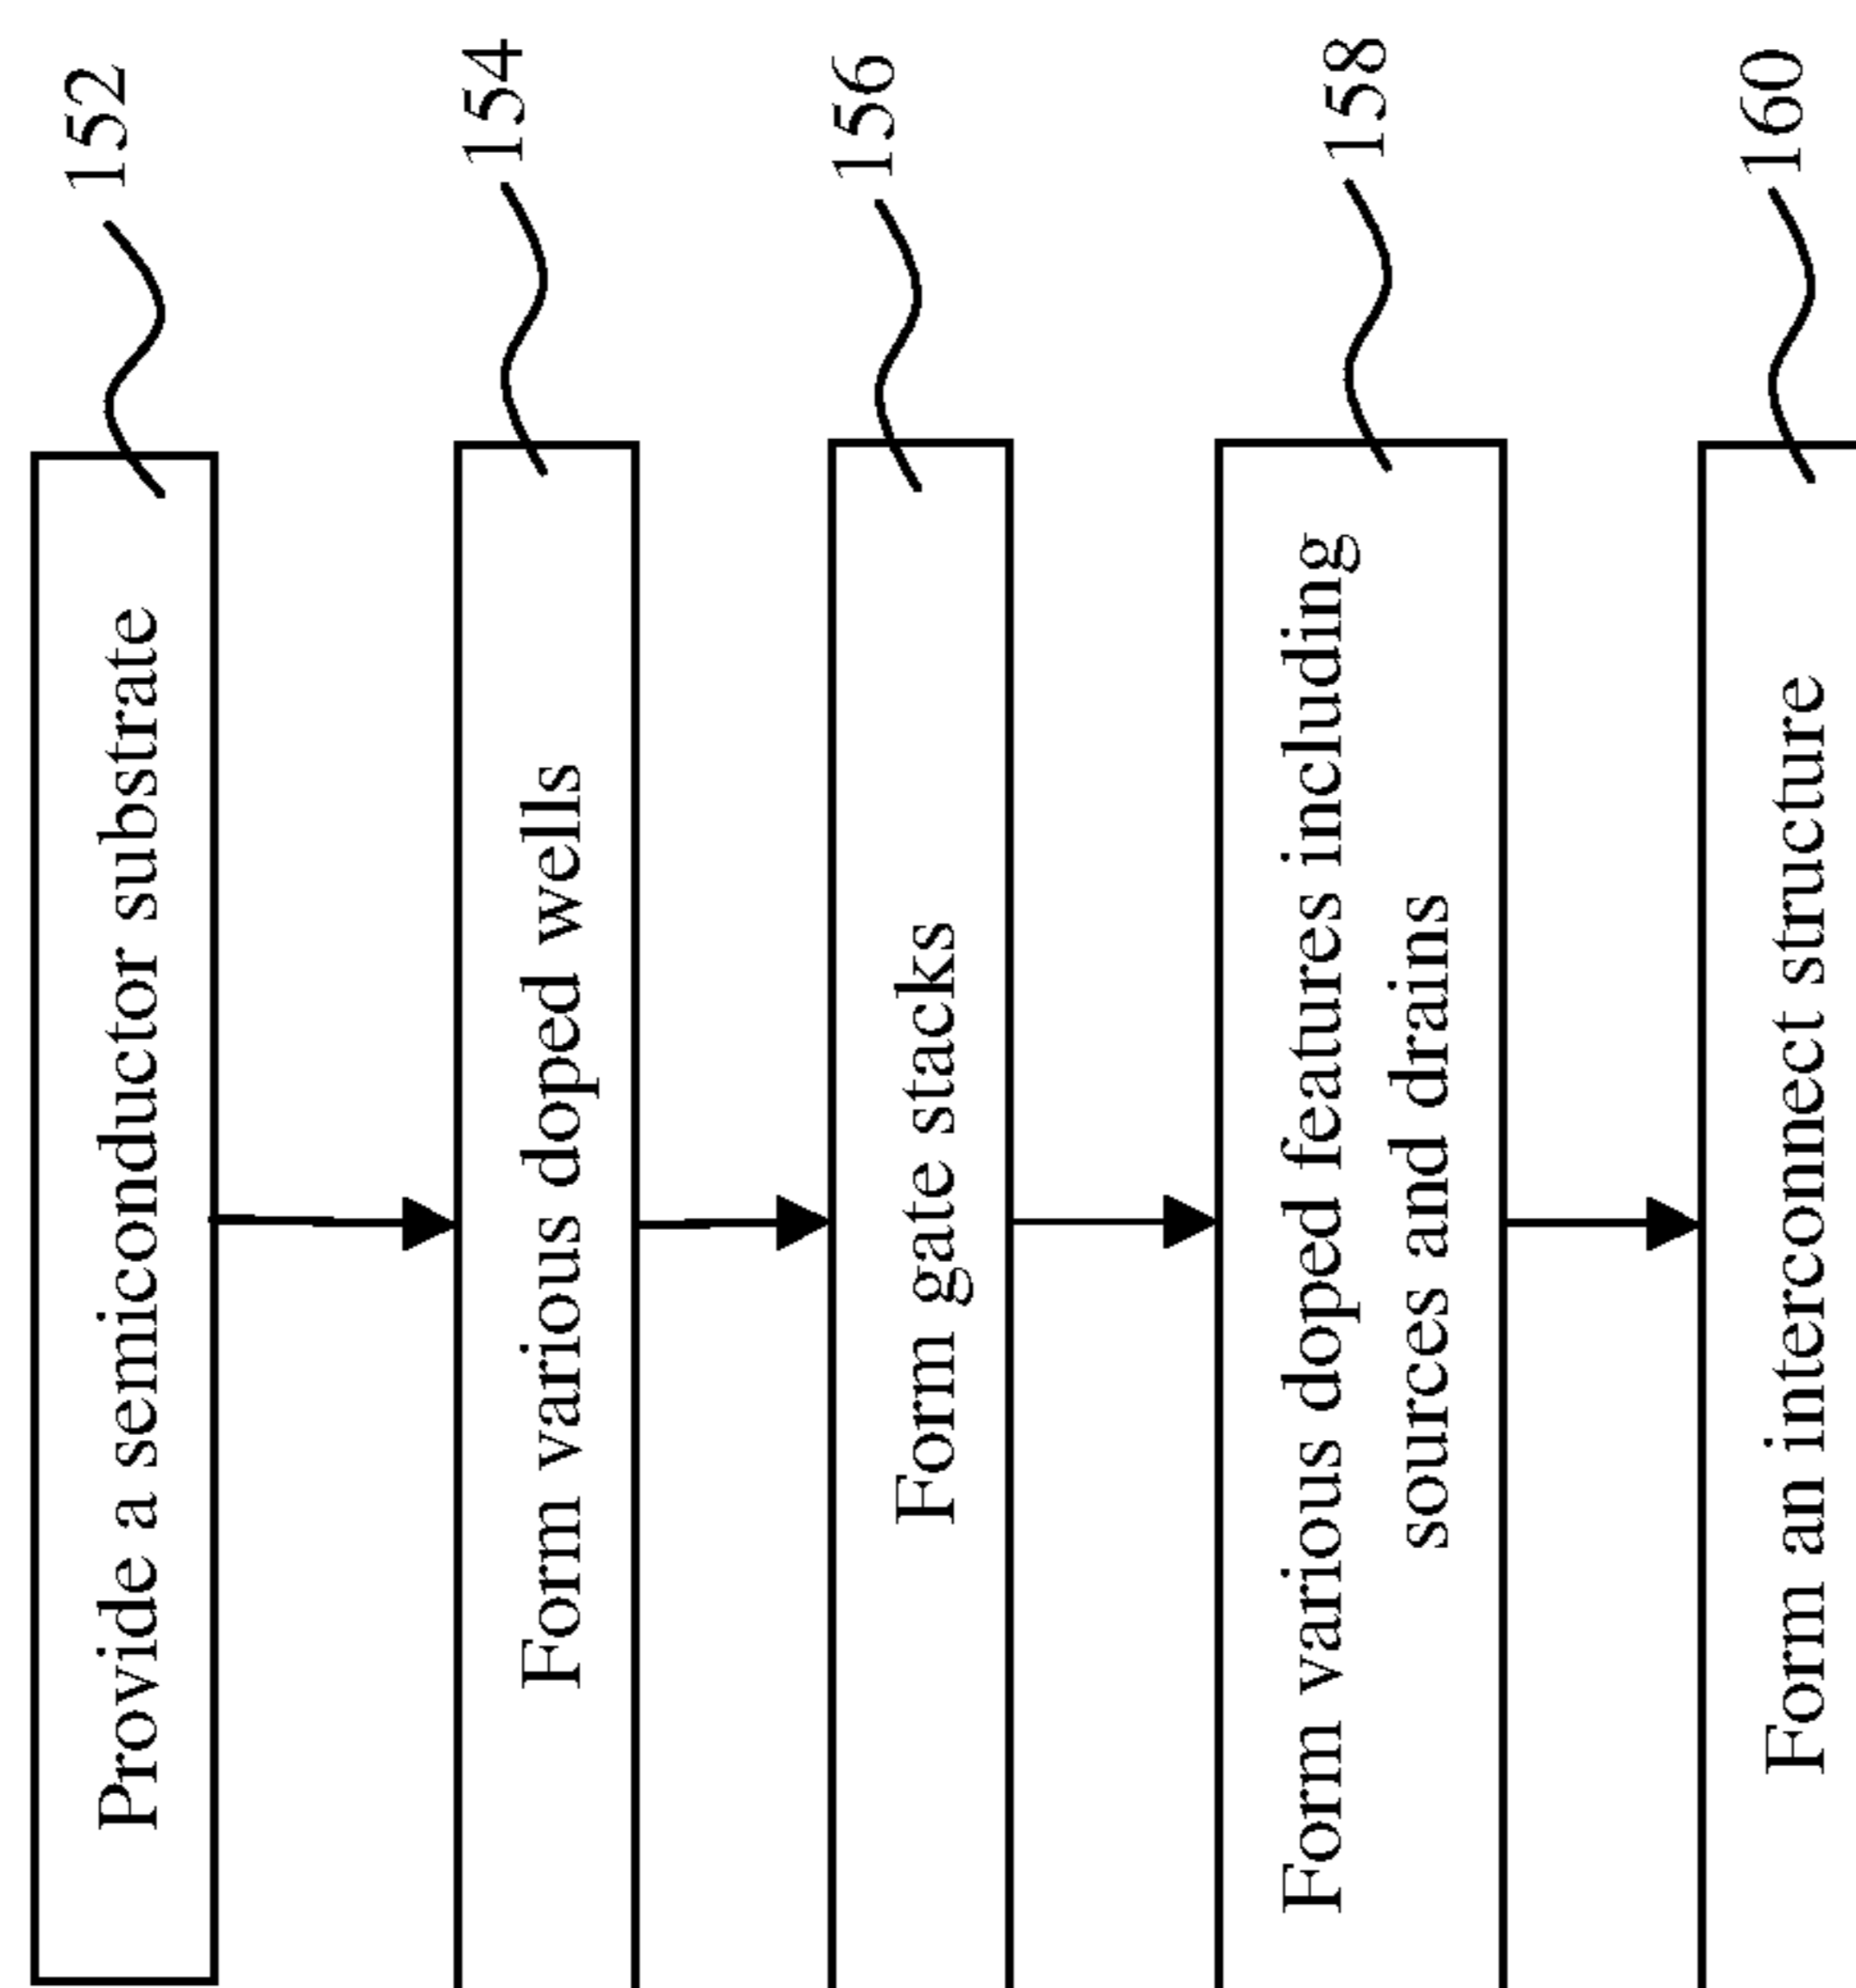 Provide a semiconductor substrate
152
Form various doped wells
154
Form gate stacks
156
Form various doped features including
sources and drains
158
Form an interconnect structure
160